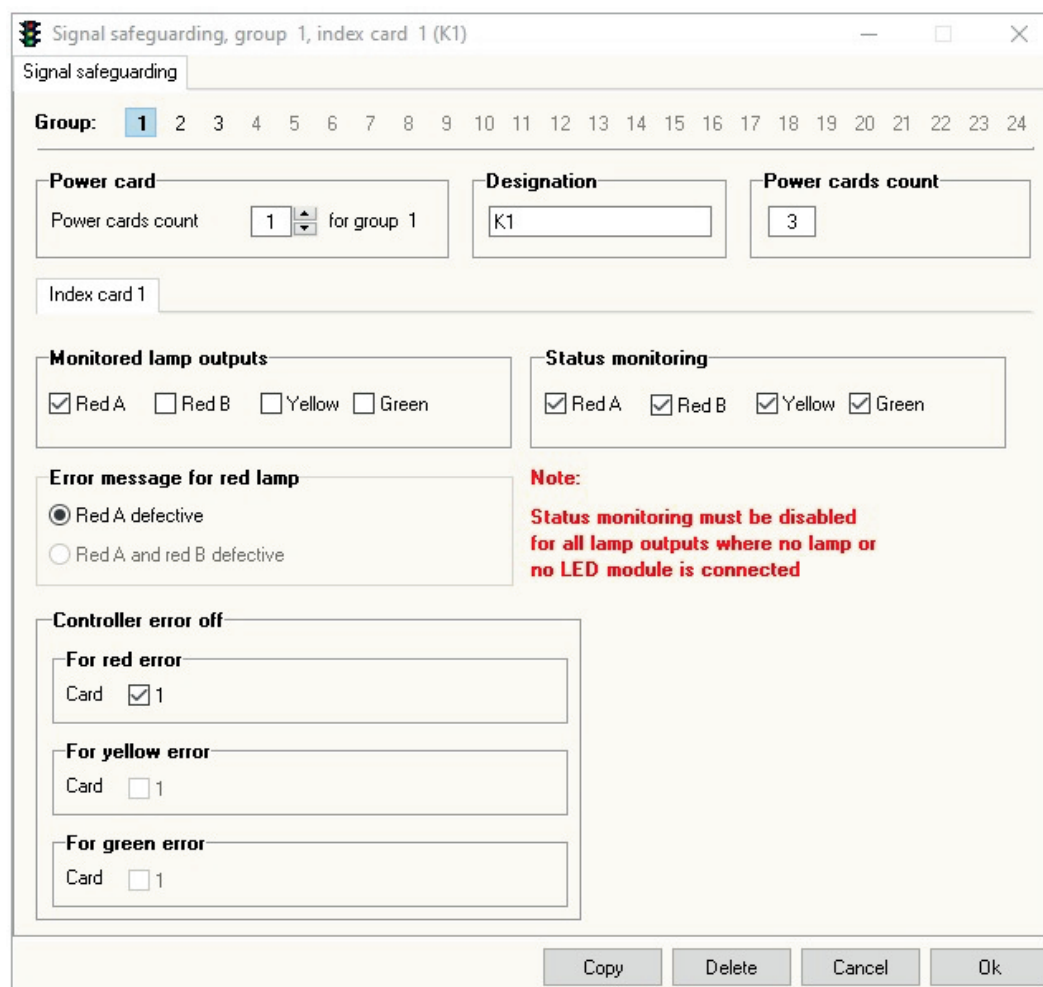 Signal safeguarding, group 1, index card 1 (K1)
Signal safeguarding
Group: 1 2 3 4 5 6 7 8 9 10 11 12 13 14 15 16 17 18 19 20 21 22 23 24
Power card
Power cards count 1 for group 1
Designation
K1
Power cards count
3
Index card 1
Monitored lamp outputs
Red A Red B Yellow Green
Status monitoring
Red A Red B Yellow Green
Error message for red lamp
Red A defective
Red A and red B defective
Note:
Status monitoring must be disabled
for all lamp outputs where no lamp or
no LED module is connected
Controller error off
For red error
Card 1
For yellow error
Card 1
For green error
Card 1
Copy Delete Cancel Ok